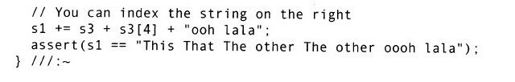 // You can index the string on the right
s1 += s3 + s3[4] + "ooh lala";
assert(s1 == "This That The other The other oooh lala");
} ///:~